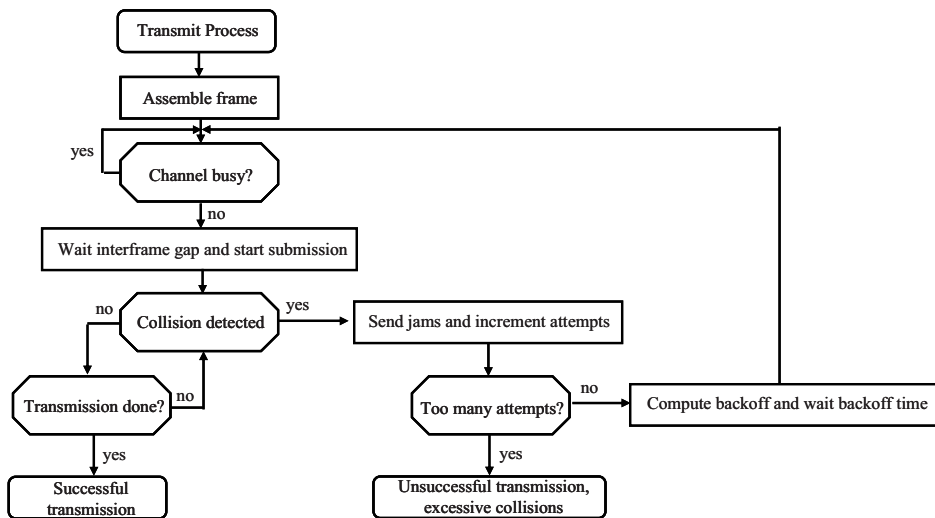 Transmit Process
Assemble frame
yes
Channel busy?
no
Wait interframe gap and start submission
no
Collision detected
yes
Send jams and increment attempts
Transmission done?
no
Too many attempts?
no
Compute backoff and wait backoff time
yes
yes
Successful
transmission
Unsuccessful transmission,
excessive collisions